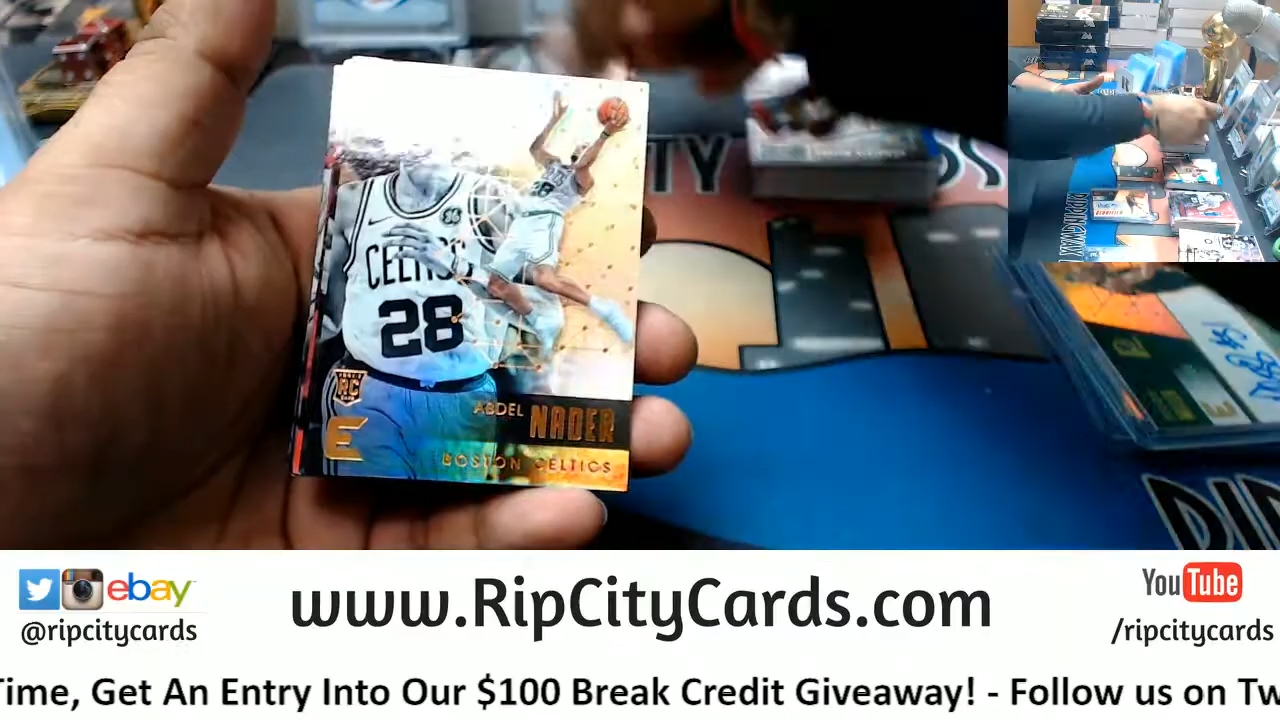 CELTICS
28
28
RC
E
ABDEL NADER
BOSTON CELTICS
ebay
@ripcitycards
www.RipCityCards.com
YouTube
/ripcitycards
Time, Get An Entry Into Our $100 Break Credit Giveaway! - Follow us on Tw